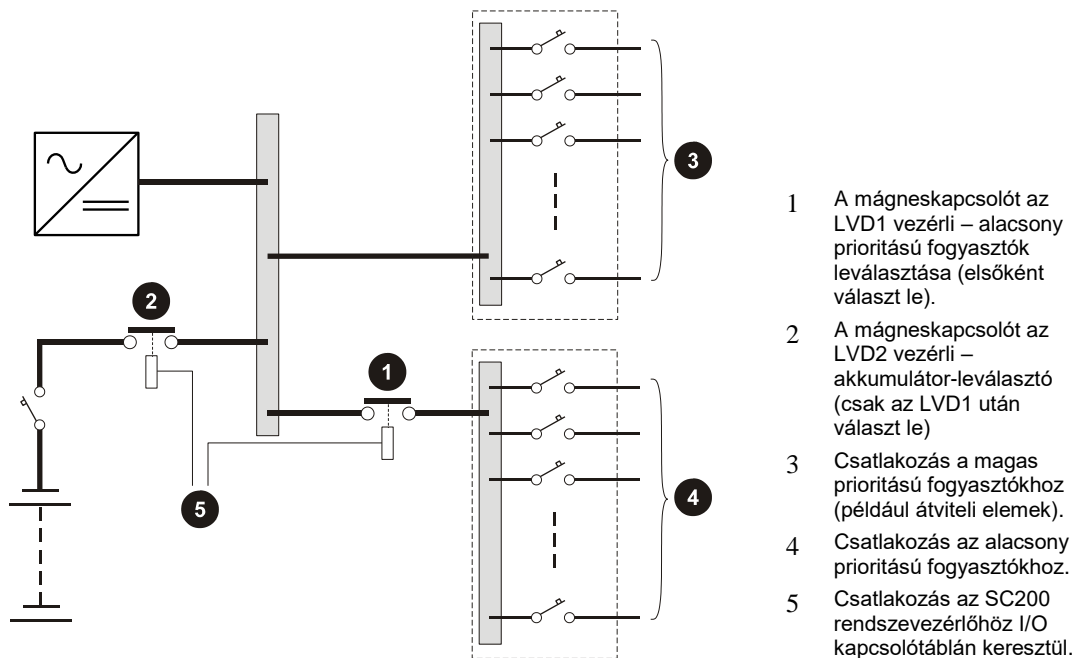 3
2
1
5
4
1 A mágneskapcsolót az
LVD1 vezérli – alacsony
prioritású fogyasztók
leválasztása (elsőként
választ le).
2 A mágneskapcsolót az
LVD2 vezérli –
akkumulátor-leválasztó
(csak az LVD1 után
választ le)
3 Csatlakozás a magas
prioritású fogyasztókhoz
(például átviteli elemek).
4 Csatlakozás az alacsony
prioritású fogyasztókhoz.
5 Csatlakozás az SC200
rendszevezérlőhöz I/O
kapcsolótáblán keresztül.